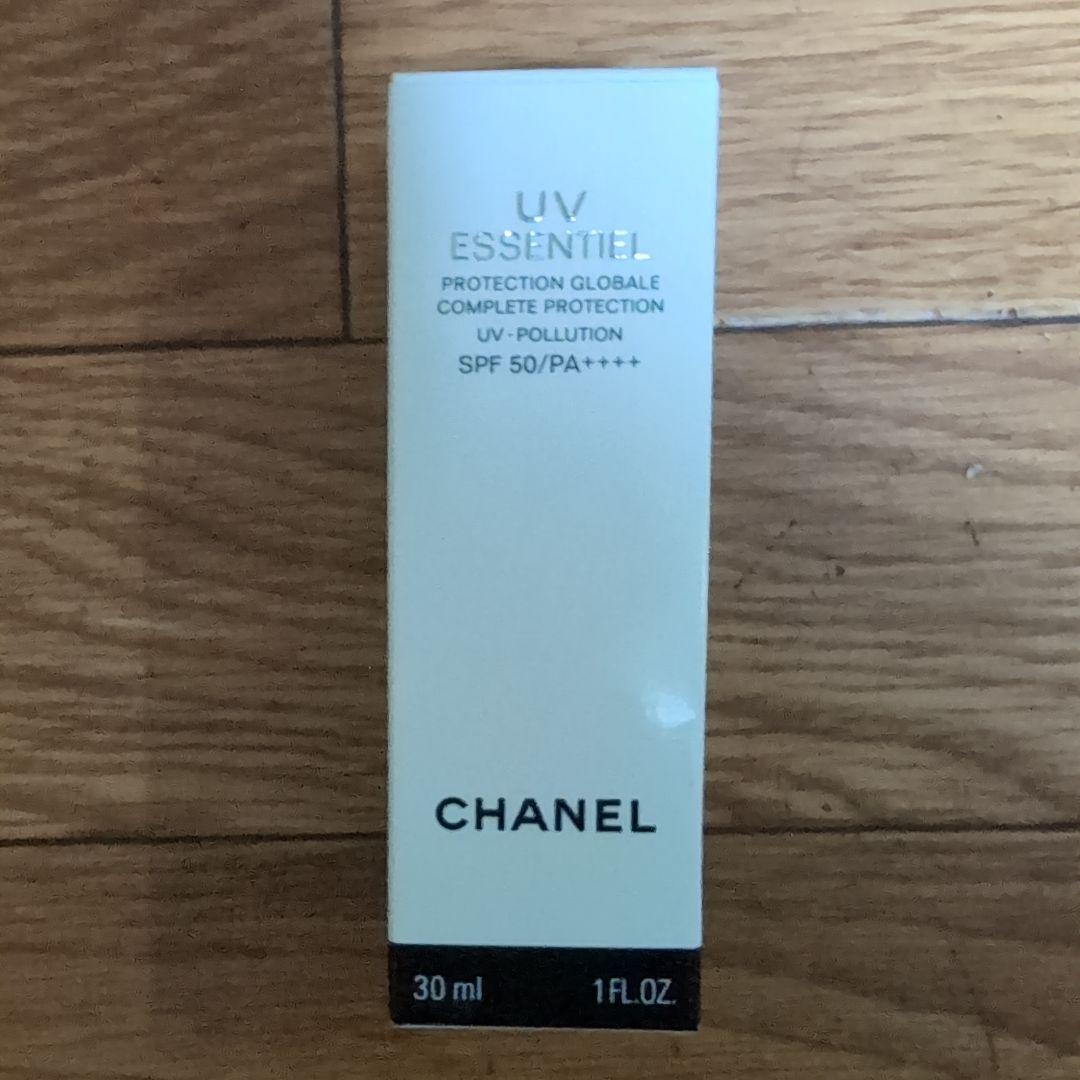 UV
ESSENTIEL
PROTECTION GLOBALE
COMPLETE PROTECTION
UV-POLLUTION
SPF 50/PA++++
CHANEL
30 ml 1 FL.OZ.